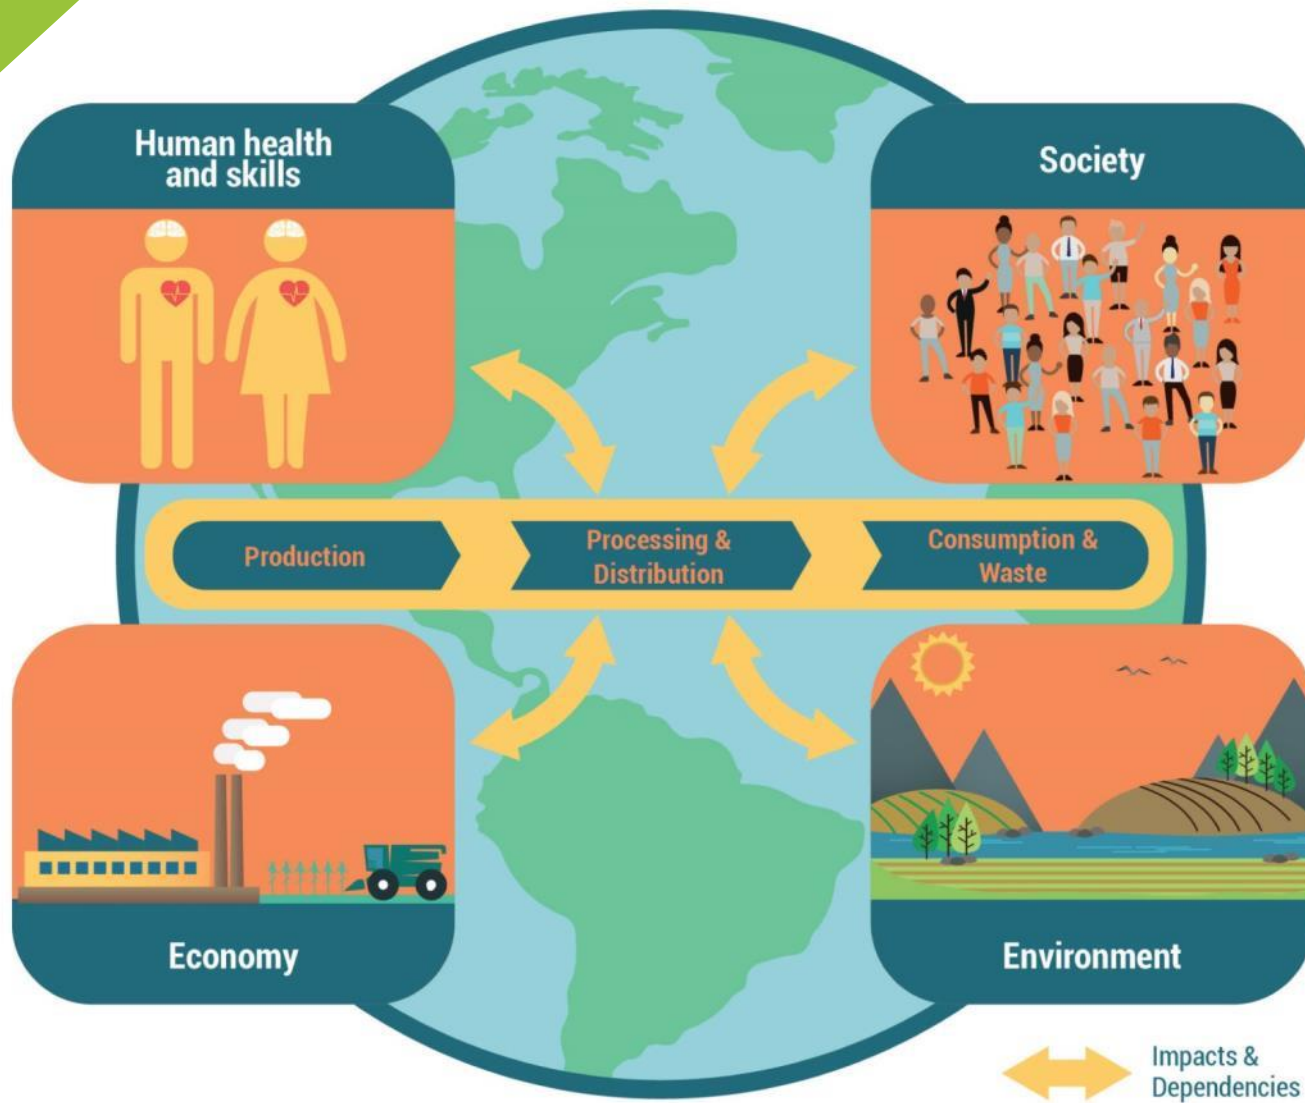 Human health
and skills
Society
Production
Processing &
Distribution
Consumption &
Waste
Economy
Environment
Impacts &
Dependencies